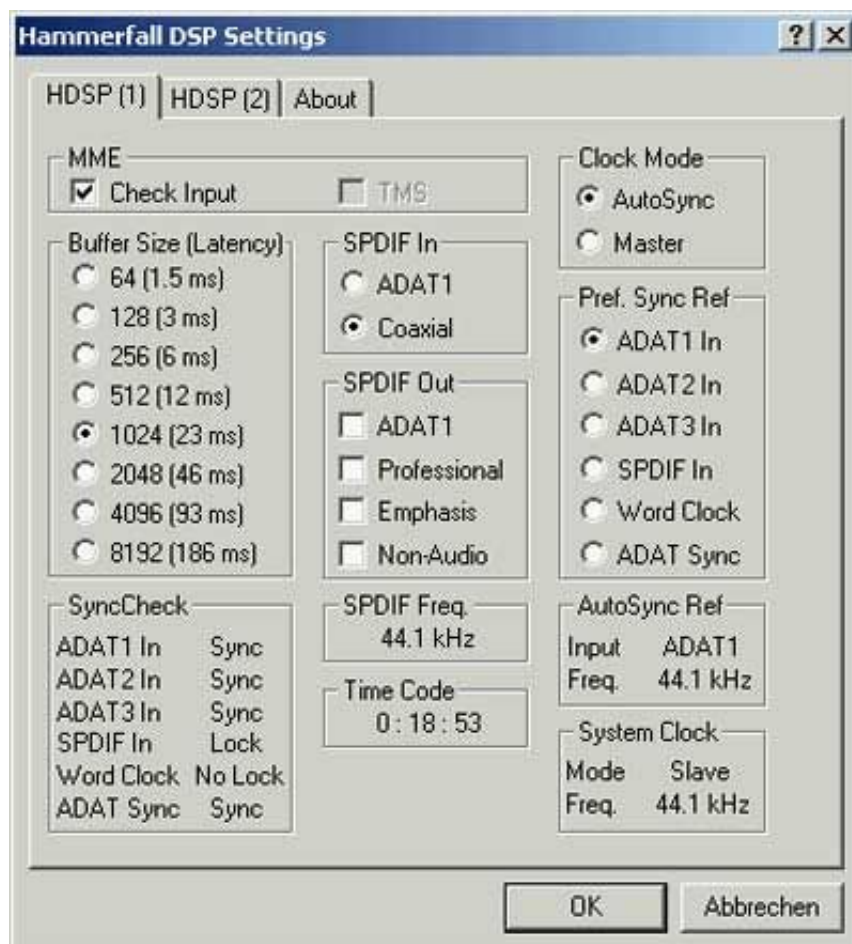 Hammerfall DSP Settings
HDSP (1) HDSP (2) About
MME
Check Input TMS
Buffer Size (Latency)
64 (1.5 ms)
128 (3 ms)
256 (6 ms)
512 (12 ms)
1024 (23 ms)
2048 (46 ms)
4096 (93 ms)
8192 (186 ms)
SyncCheck
ADAT1 In Sync
ADAT2 In Sync
ADAT3 In Sync
SPDIF In Lock
Word Clock No Lock
ADAT Sync Sync
SPDIF In
ADAT1
Coaxial
SPDIF Out
ADAT1
Professional
Emphasis
Non-Audio
SPDIF Freq.
44.1 kHz
Time Code
0 : 18 : 53
Clock Mode
AutoSync
Master
Pref. Sync Ref
ADAT1 In
ADAT2 In
ADAT3 In
SPDIF In
Word Clock
ADAT Sync
AutoSync Ref
Input ADAT1
Freq. 44.1 kHz
System Clock
Mode Slave
Freq. 44.1 kHz
OK Abbrechen